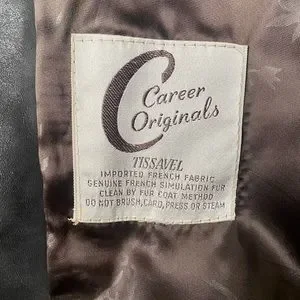 Career
Originals
TISSAVEL
IMPORTED FRENCH FABRIC
GENUINE FRENCH SIMULATION FUR
CLEAN BY FUR COAT METHOD
DO NOT BRUSH, CARD, PRESS OR STEAM